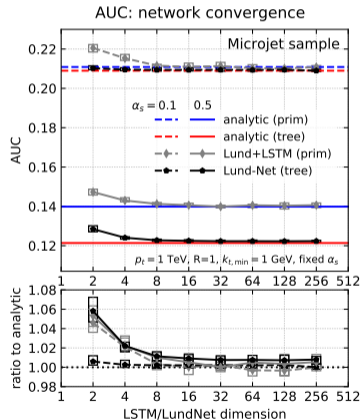 AUC: network convergence
Microjet sample
0.22
0.20
0.18
0.16
0.14
0.12
AUC
α_s = 0.1 0.5
analytic (prim)
analytic (tree)
Lund+LSTM (prim)
Lund-Net (tree)
p_t = 1 TeV, R=1, k_{t,min} = 1 GeV, fixed α_s
1 2 4 8 16 32 64 128 256 512
1.08
1.06
1.04
1.02
1.00
0.98
ratio to analytic
1 2 4 8 16 32 64 128 256 512
LSTM/LundNet dimension